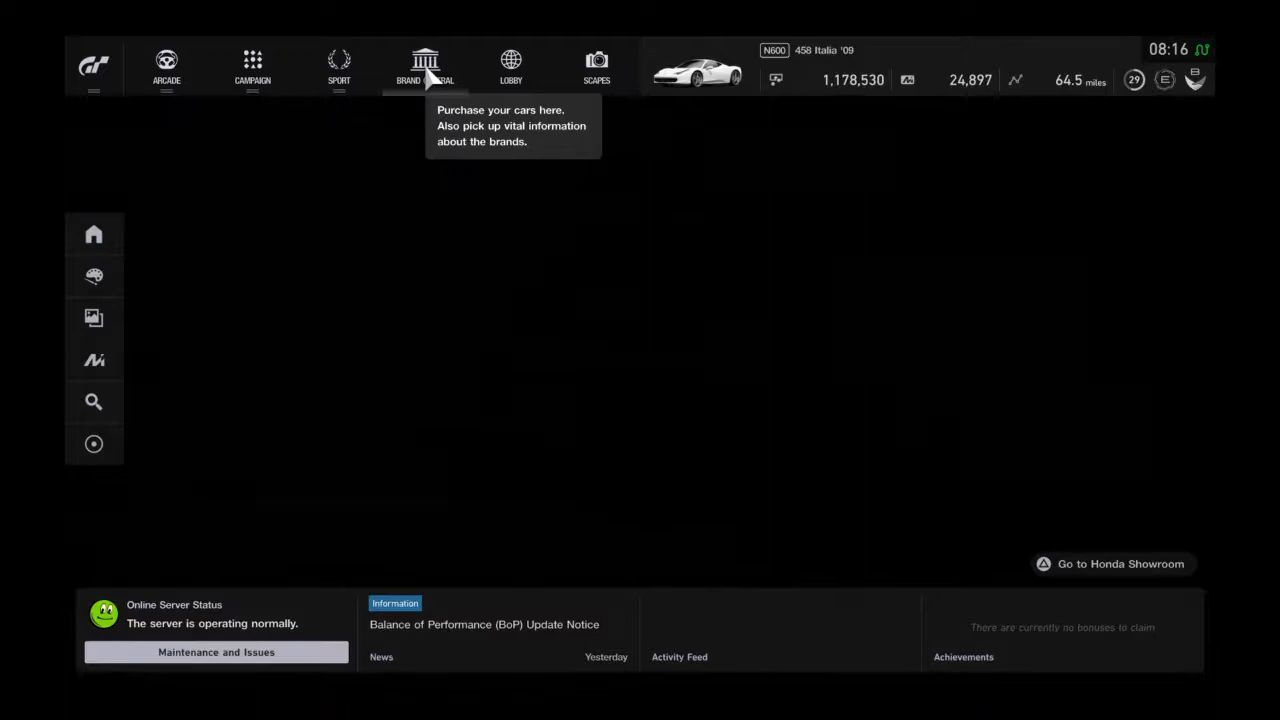 GT
ARCADE
CAMPAIGN
SPORT
BRAND CENTRAL
LOBBY
SCAPES
N600 458 Italia '09
1,178,530
24,897
64.5 miles
29
E
B
08:16
Purchase your cars here.
Also pick up vital information
about the brands.
Go to Honda Showroom
Online Server Status
The server is operating normally.
Maintenance and Issues
Information
Balance of Performance (BoP) Update Notice
News Yesterday
Activity Feed
There are currently no bonuses to claim
Achievements